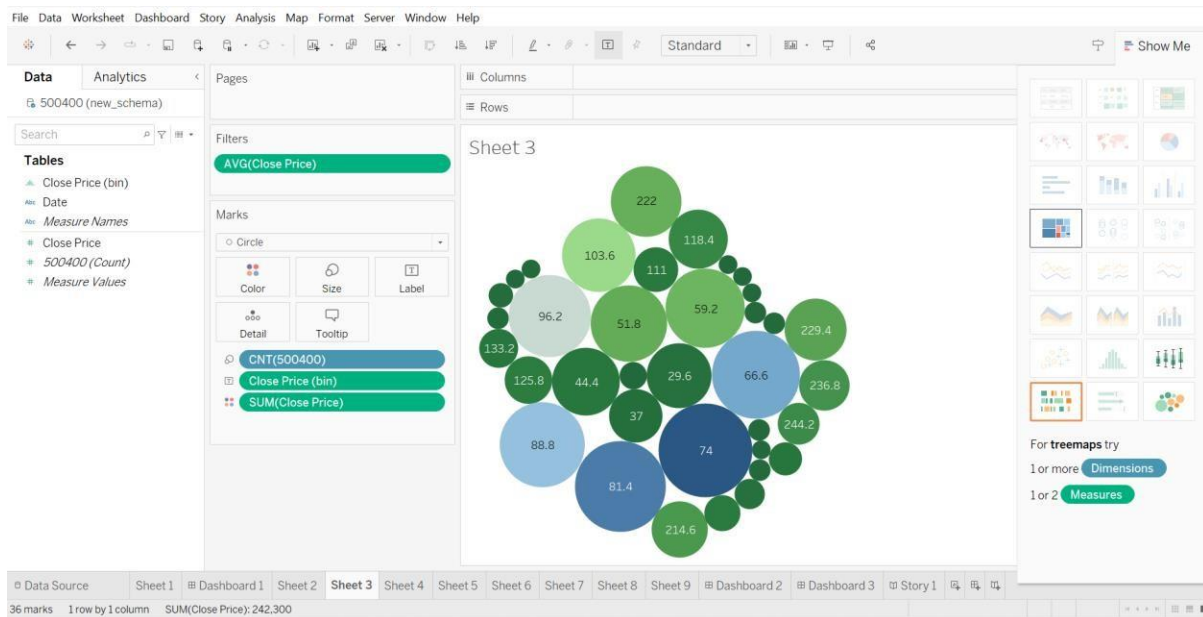 File Data Worksheet Dashboard Story Analysis Map Format Server Window Help
Standard
Show Me
Data Analytics
500400 (new_schema)
Search
Tables
Close Price (bin)
Abc Date
Abc Measure Names
# Close Price
# 500400 (Count)
# Measure Values
Pages
Filters
AVG(Close Price)
Marks
Circle
Color Size Label
Detail Tooltip
CNT(500400)
Close Price (bin)
SUM(Close Price)
iii Columns
Rows
Sheet 3
222
118.4
103.6
111
96.2
51.8
59.2
229.4
133.2
125.8
44.4
29.6
66.6
236.8
37
244.2
88.8
74
81.4
214.6
For treemaps try
1 or more Dimensions
1 or 2 Measures
Data Source Sheet 1 Dashboard 1 Sheet 2 Sheet 3 Sheet 4 Sheet 5 Sheet 6 Sheet 7 Sheet 8 Sheet 9 Dashboard 2 Dashboard 3 Story 1
36 marks 1 row by 1 column SUM(Close Price): 242,300